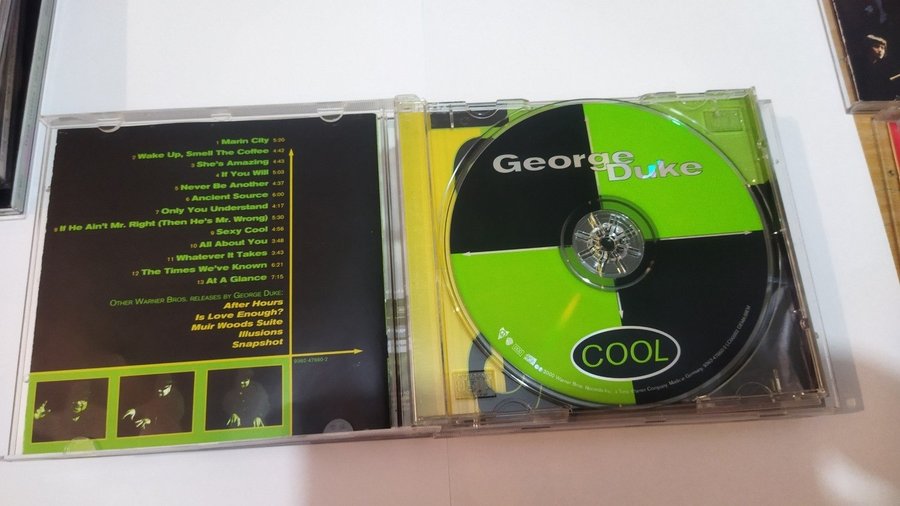 1 Marin City 5:20
2 Wake Up, Smell The Coffee 4:42
3 She's Amazing 4:43
4 If You Will 5:03
5 Never Be Another 4:37
6 Ancient Source 6:00
7 Only You Understand 4:17
8 If He Ain't Mr. Right (Then He's Mr. Wrong) 5:30
9 Sexy Cool 4:56
10 All About You 3:48
11 Whatever It Takes 3:43
12 The Times We've Known 6:21
13 At A Glance 7:15
OTHER WARNER BROS. RELEASES BY GEORGE DUKE:
After Hours
Is Love Enough?
Muir Woods Suite
Illusions
Snapshot
9362-47660-2
George
Duke
COOL